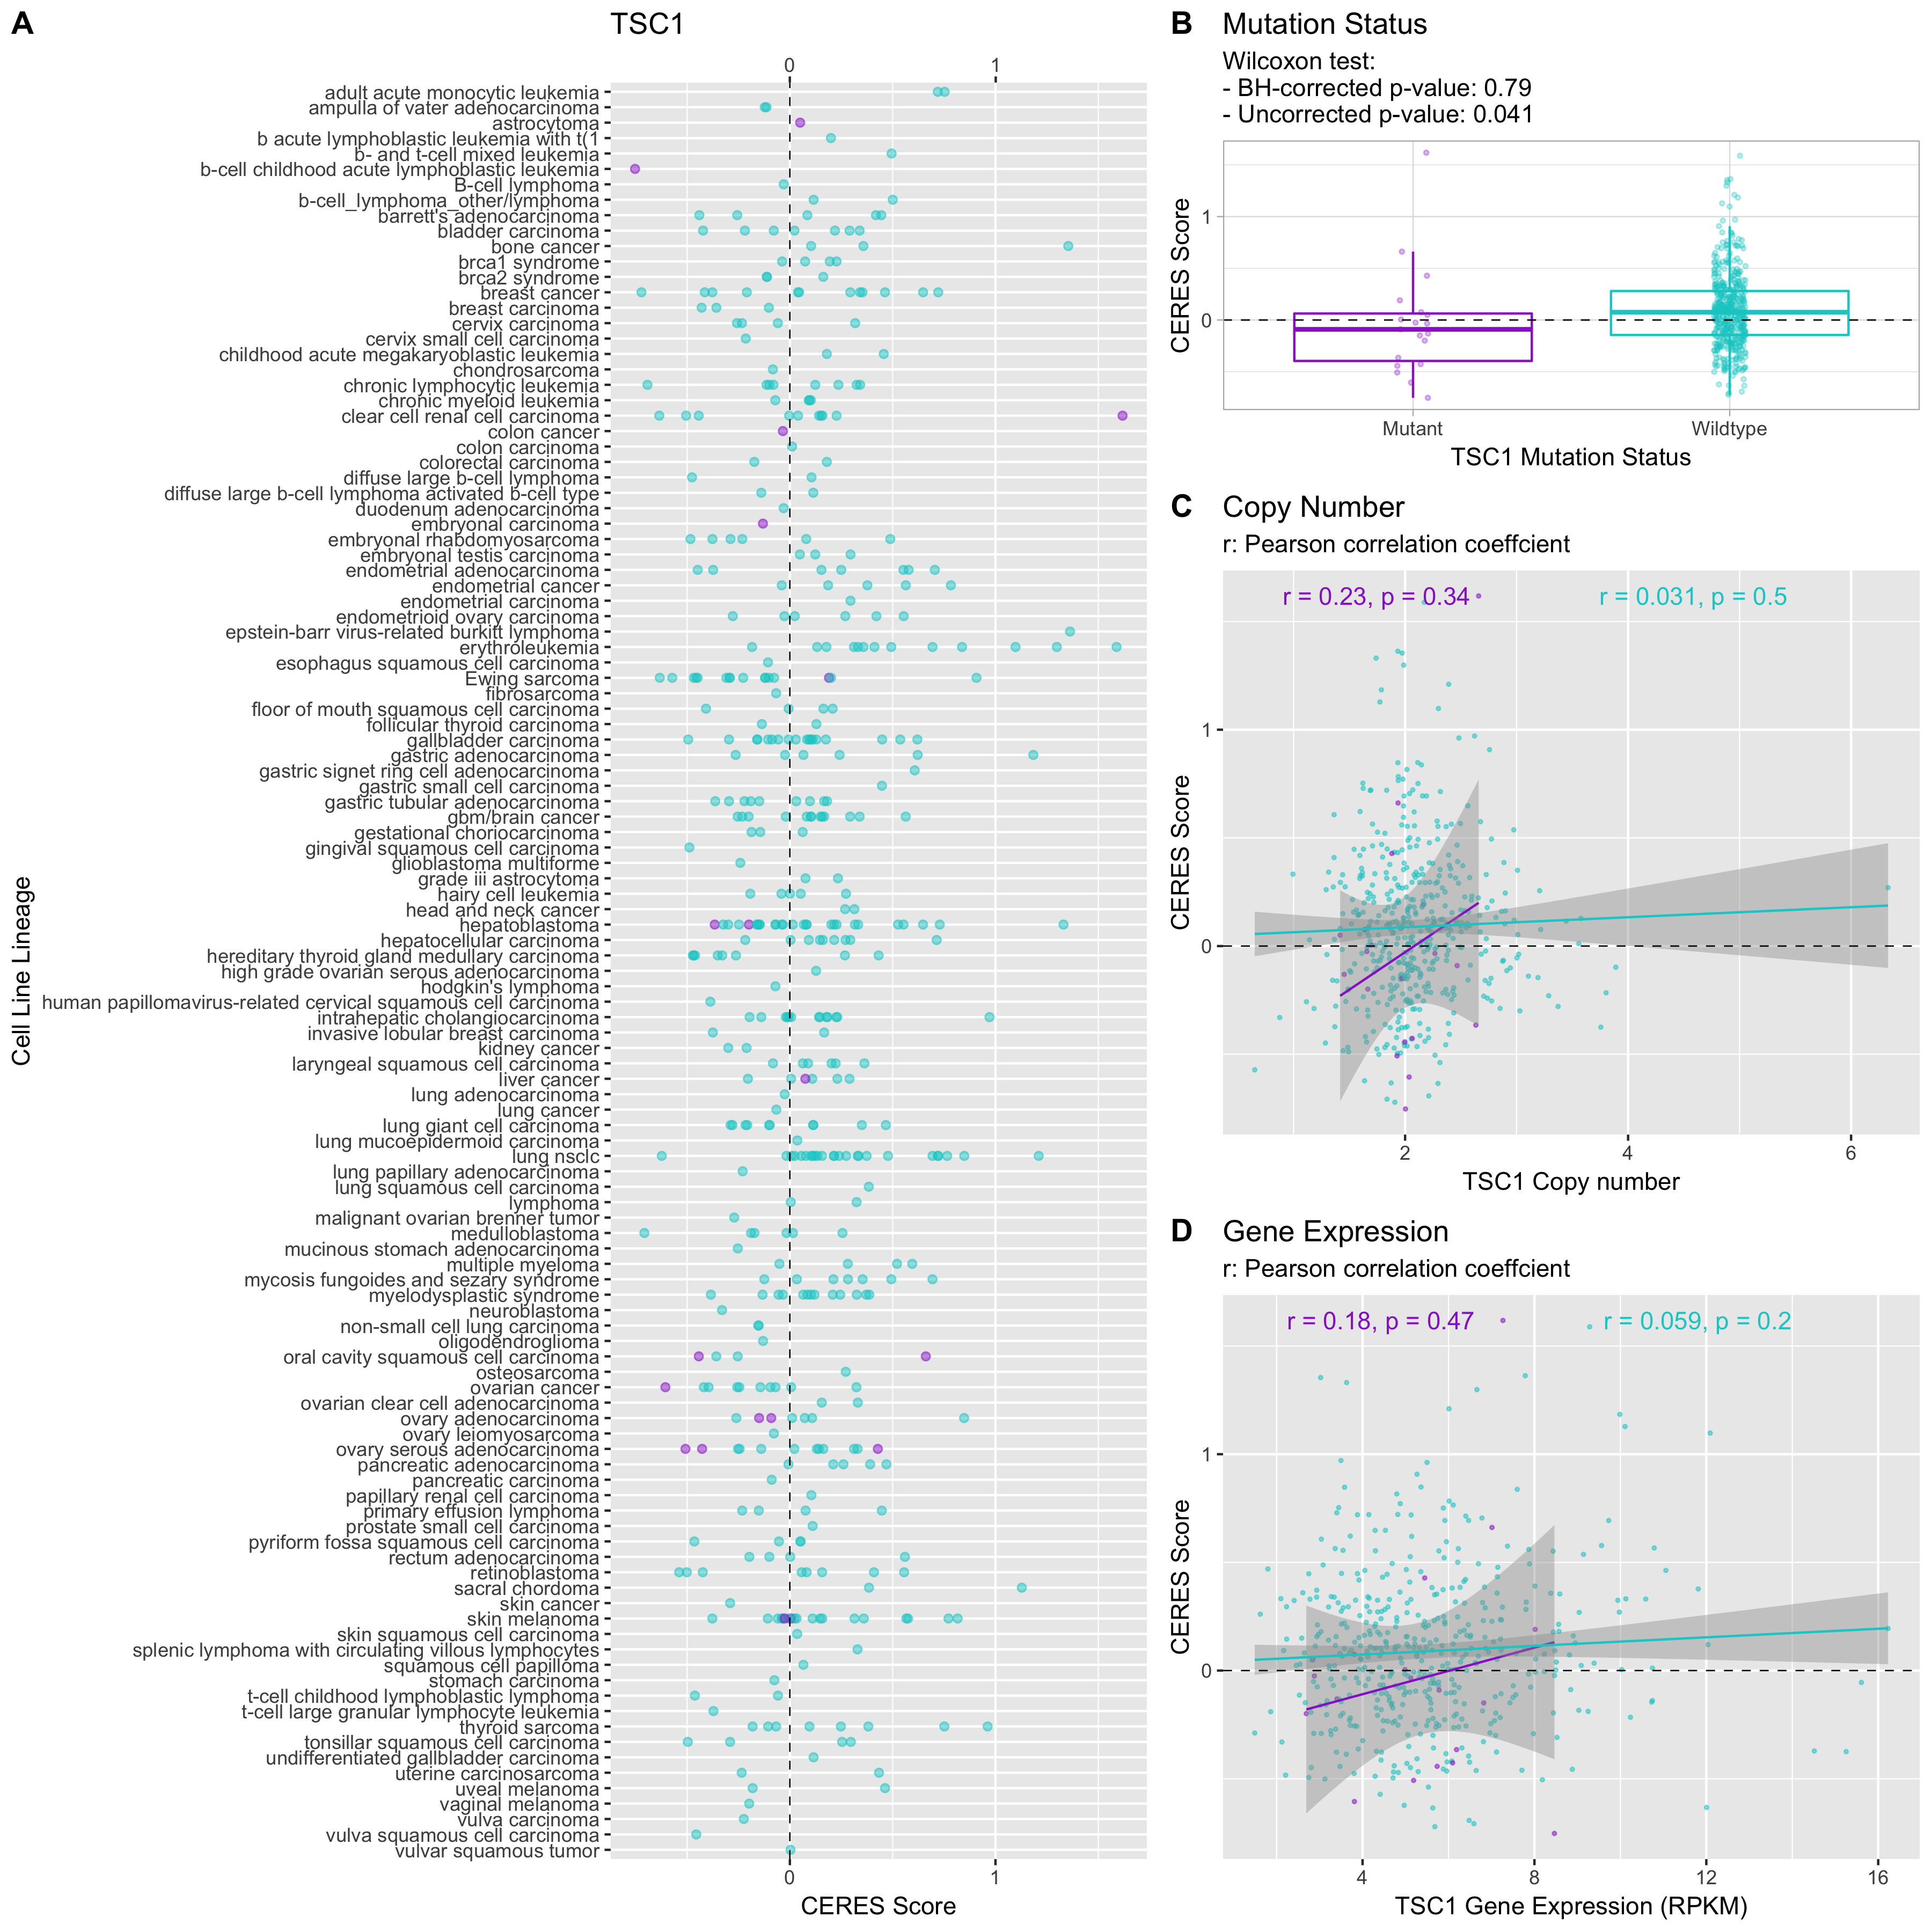 A
TSC1
0 1
adult acute monocytic leukemia
ampulla of vater adenocarcinoma
astrocytoma
b acute lymphoblastic leukemia with t(1
b- and t-cell mixed leukemia
b-cell childhood acute lymphoblastic leukemia
B-cell lymphoma
b-cell_lymphoma_other/lymphoma
barrett's adenocarcinoma
bladder carcinoma
bone cancer
brca1 syndrome
brca2 syndrome
breast cancer
breast carcinoma
cervix carcinoma
cervix small cell carcinoma
childhood acute megakaryoblastic leukemia
chondrosarcoma
chronic lymphocytic leukemia
chronic myeloid leukemia
clear cell renal cell carcinoma
colon cancer
colon carcinoma
colorectal carcinoma
diffuse large b-cell lymphoma
diffuse large b-cell lymphoma activated b-cell type
duodenum adenocarcinoma
embryonal carcinoma
embryonal rhabdomyosarcoma
embryonal testis carcinoma
endometrial adenocarcinoma
endometrial cancer
endometrial carcinoma
endometrioid ovary carcinoma
epstein-barr virus-related burkitt lymphoma
erythroleukemia
esophagus squamous cell carcinoma
Ewing sarcoma
fibrosarcoma
floor of mouth squamous cell carcinoma
follicular thyroid carcinoma
gallbladder carcinoma
gastric adenocarcinoma
gastric signet ring cell adenocarcinoma
gastric small cell carcinoma
gastric tubular adenocarcinoma
gbm/brain cancer
gestational choriocarcinoma
gingival squamous cell carcinoma
glioblastoma multiforme
grade iii astrocytoma
hairy cell leukemia
head and neck cancer
hepatoblastoma
hepatocellular carcinoma
hereditary thyroid gland medullary carcinoma
high grade ovarian serous adenocarcinoma
hodgkin's lymphoma
human papillomavirus-related cervical squamous cell carcinoma
intrahepatic cholangiocarcinoma
invasive lobular breast carcinoma
kidney cancer
laryngeal squamous cell carcinoma
liver cancer
lung adenocarcinoma
lung cancer
lung giant cell carcinoma
lung mucoepidermoid carcinoma
lung nsclc
lung papillary adenocarcinoma
lung squamous cell carcinoma
lymphoma
malignant ovarian brenner tumor
medulloblastoma
mucinous stomach adenocarcinoma
multiple myeloma
mycosis fungoides and sezary syndrome
myelodysplastic syndrome
neuroblastoma
non-small cell lung carcinoma
oligodendroglioma
oral cavity squamous cell carcinoma
osteosarcoma
ovarian cancer
ovarian clear cell adenocarcinoma
ovary adenocarcinoma
ovary leiomyosarcoma
ovary serous adenocarcinoma
pancreatic adenocarcinoma
pancreatic carcinoma
papillary renal cell carcinoma
primary effusion lymphoma
prostate small cell carcinoma
pyriform fossa squamous cell carcinoma
rectum adenocarcinoma
retinoblastoma
sacral chordoma
skin cancer
skin melanoma
skin squamous cell carcinoma
splenic lymphoma with circulating villous lymphocytes
squamous cell papilloma
stomach carcinoma
t-cell childhood lymphoblastic lymphoma
t-cell large granular lymphocyte leukemia
thyroid sarcoma
tonsillar squamous cell carcinoma
undifferentiated gallbladder carcinoma
uterine carcinosarcoma
uveal melanoma
vaginal melanoma
vulva carcinoma
vulva squamous cell carcinoma
vulvar squamous tumor
0 1
CERES Score
Cell Line Lineage
B Mutation Status
Wilcoxon test:
- BH-corrected p-value: 0.79
- Uncorrected p-value: 0.041
1
0
CERES Score
Mutant Wildtype
TSC1 Mutation Status
C Copy Number
r: Pearson correlation coeffcient
r = 0.23, p = 0.34 r = 0.031, p = 0.5
1
0
CERES Score
2 4 6
TSC1 Copy number
D Gene Expression
r: Pearson correlation coeffcient
r = 0.18, p = 0.47 r = 0.059, p = 0.2
1
0
CERES Score
4 8 12 16
TSC1 Gene Expression (RPKM)